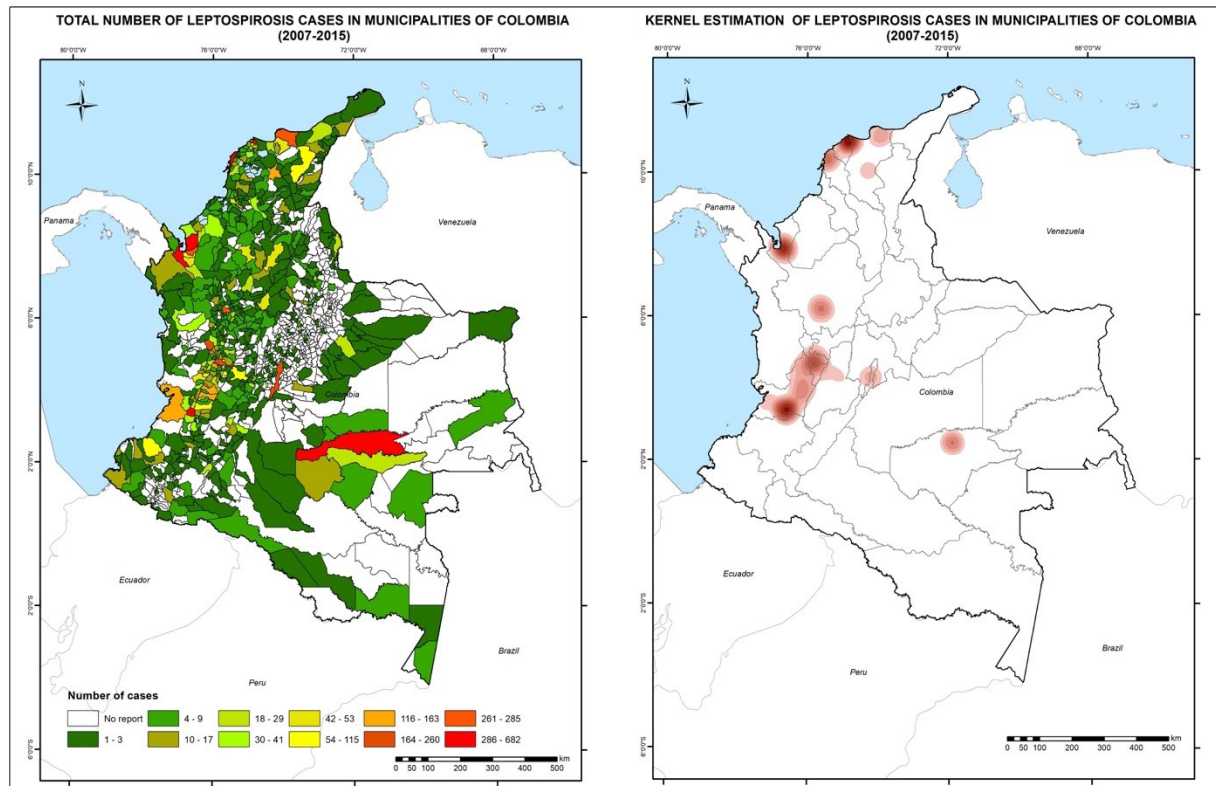 TOTAL NUMBER OF LEPTOSPIROSIS CASES IN MUNICIPALITIES OF COLOMBIA
(2007-2015)
80°0'0"W 76°0'0"W 72°0'0"W 68°0'0"W
N
10°0'0"N
Panama
Venezuela
6°0'0"N
Colombia
2°0'0"N
Ecuador
2°0'0"S
Brazil
Peru
Number of cases
No report 4 - 9 18 - 29 42 - 53 116 - 163 261 - 285
1 - 3 10 - 17 30 - 41 54 - 115 164 - 260 286 - 682
6°0'0"S
km
0 50 100 200 300 400 500
KERNEL ESTIMATION OF LEPTOSPIROSIS CASES IN MUNICIPALITIES OF COLOMBIA
(2007-2015)
80°0'0"W 76°0'0"W 72°0'0"W 68°0'0"W
N
10°0'0"N
Panama
Venezuela
6°0'0"N
Colombia
2°0'0"N
Ecuador
2°0'0"S
Brazil
Peru
6°0'0"S
km
0 50 100 200 300 400 500